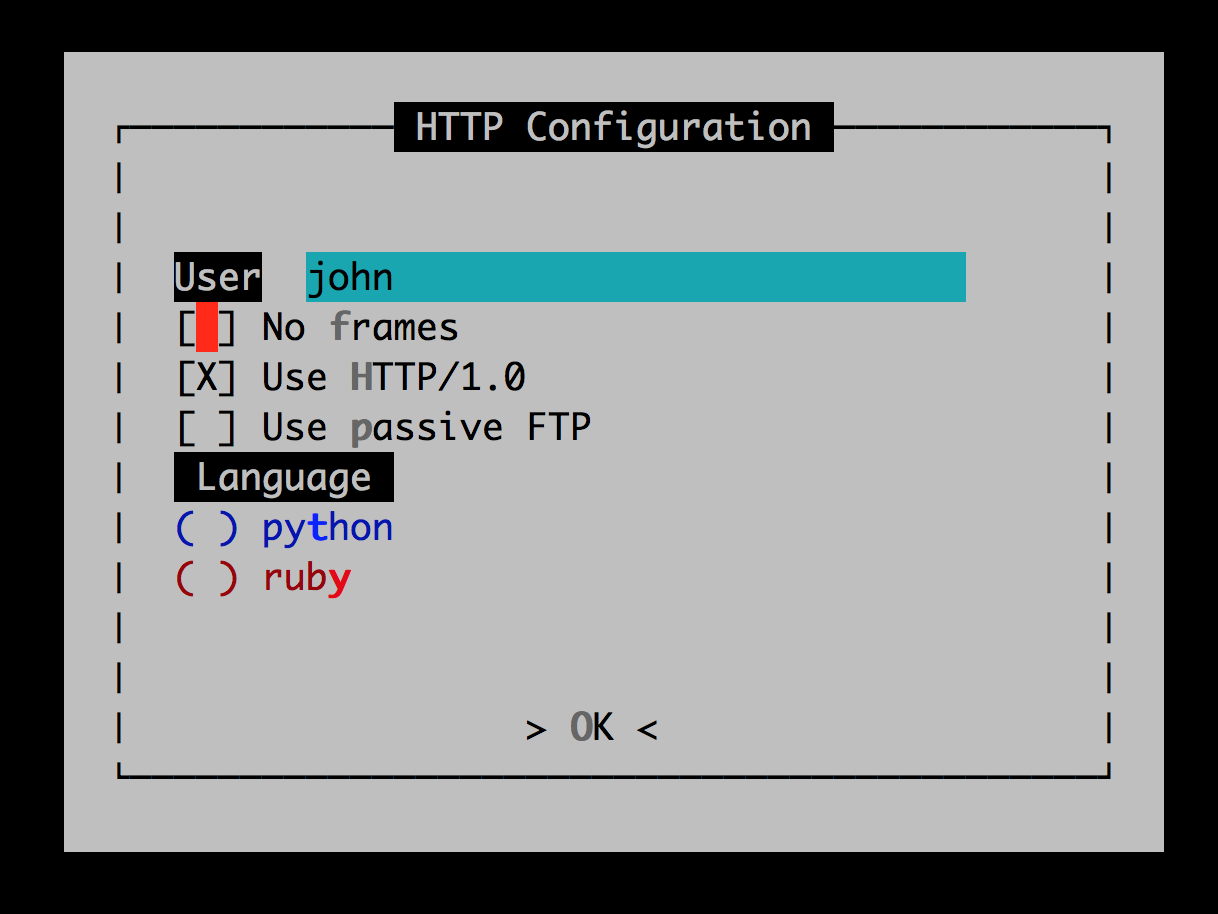 HTTP Configuration
User john
[ ] No frames
[X] Use HTTP/1.0
[ ] Use passive FTP
Language
( ) python
( ) ruby
> OK <